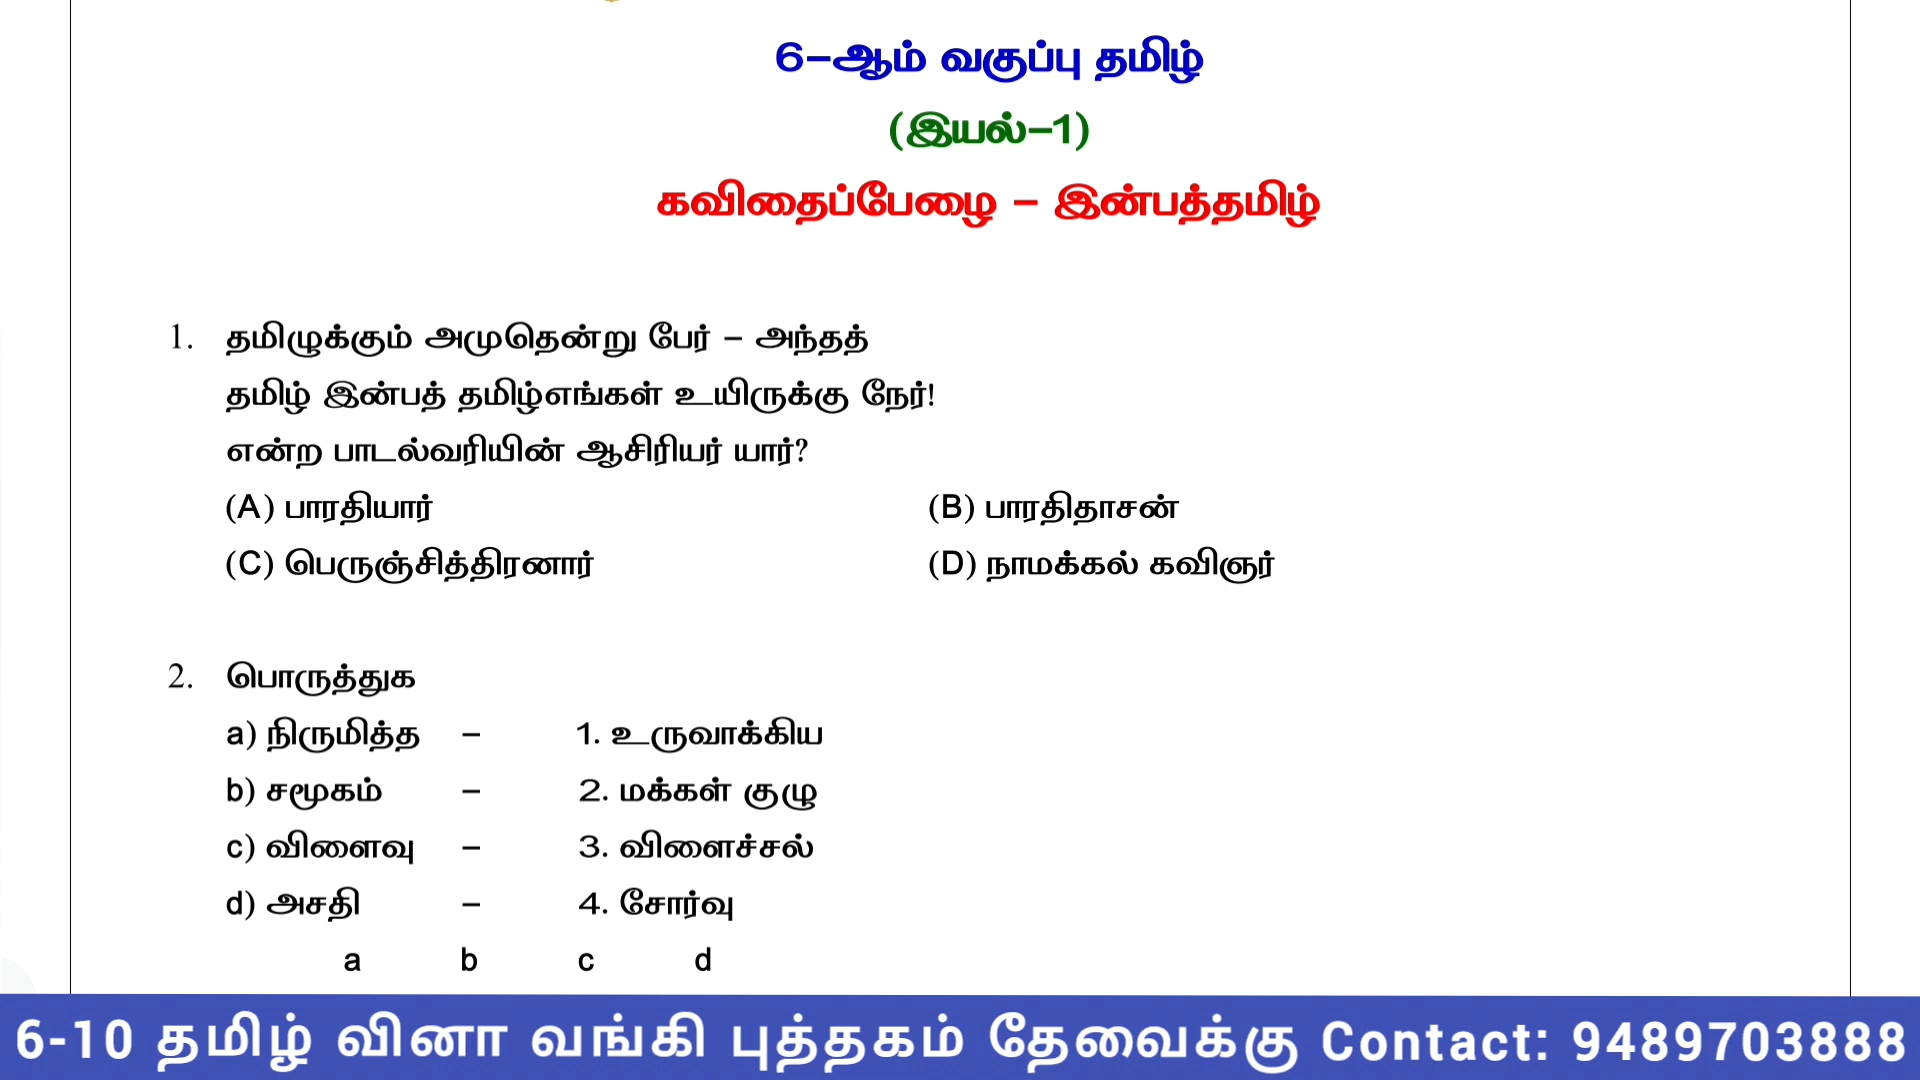 6-ஆம் வகுப்பு தமிழ்
(இயல்-1)
கவிதைப்பேழை - இன்பத்தமிழ்
1. தமிழுக்கும் அமுதென்று பேர் - அந்தத்
தமிழ் இன்பத் தமிழ்எங்கள் உயிருக்கு நேர்!
என்ற பாடல்வரியின் ஆசிரியர் யார்?
(A) பாரதியார் (B) பாரதிதாசன்
(C) பெருஞ்சித்திரனார் (D) நாமக்கல் கவிஞர்
2. பொருத்துக
a) நிருமித்த - 1. உருவாக்கிய
b) சமூகம் - 2. மக்கள் குழு
c) விளைவு - 3. விளைச்சல்
d) அசதி - 4. சோர்வு
a b c d
6-10 தமிழ் வினா வங்கி புத்தகம் தேவைக்கு Contact: 9489703888